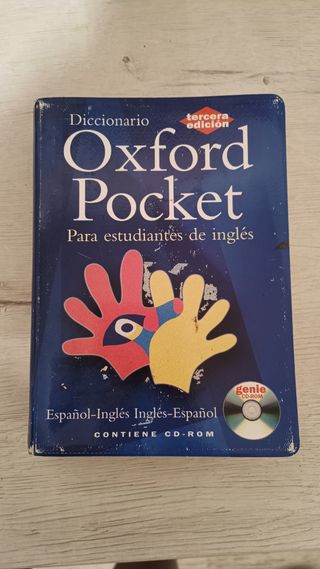 Diccionario
tercera
edición
Oxford
Pocket
Para estudiantes de inglés
genie
CD-ROM
Español-Inglés Inglés-Español
CONTIENE CD-ROM